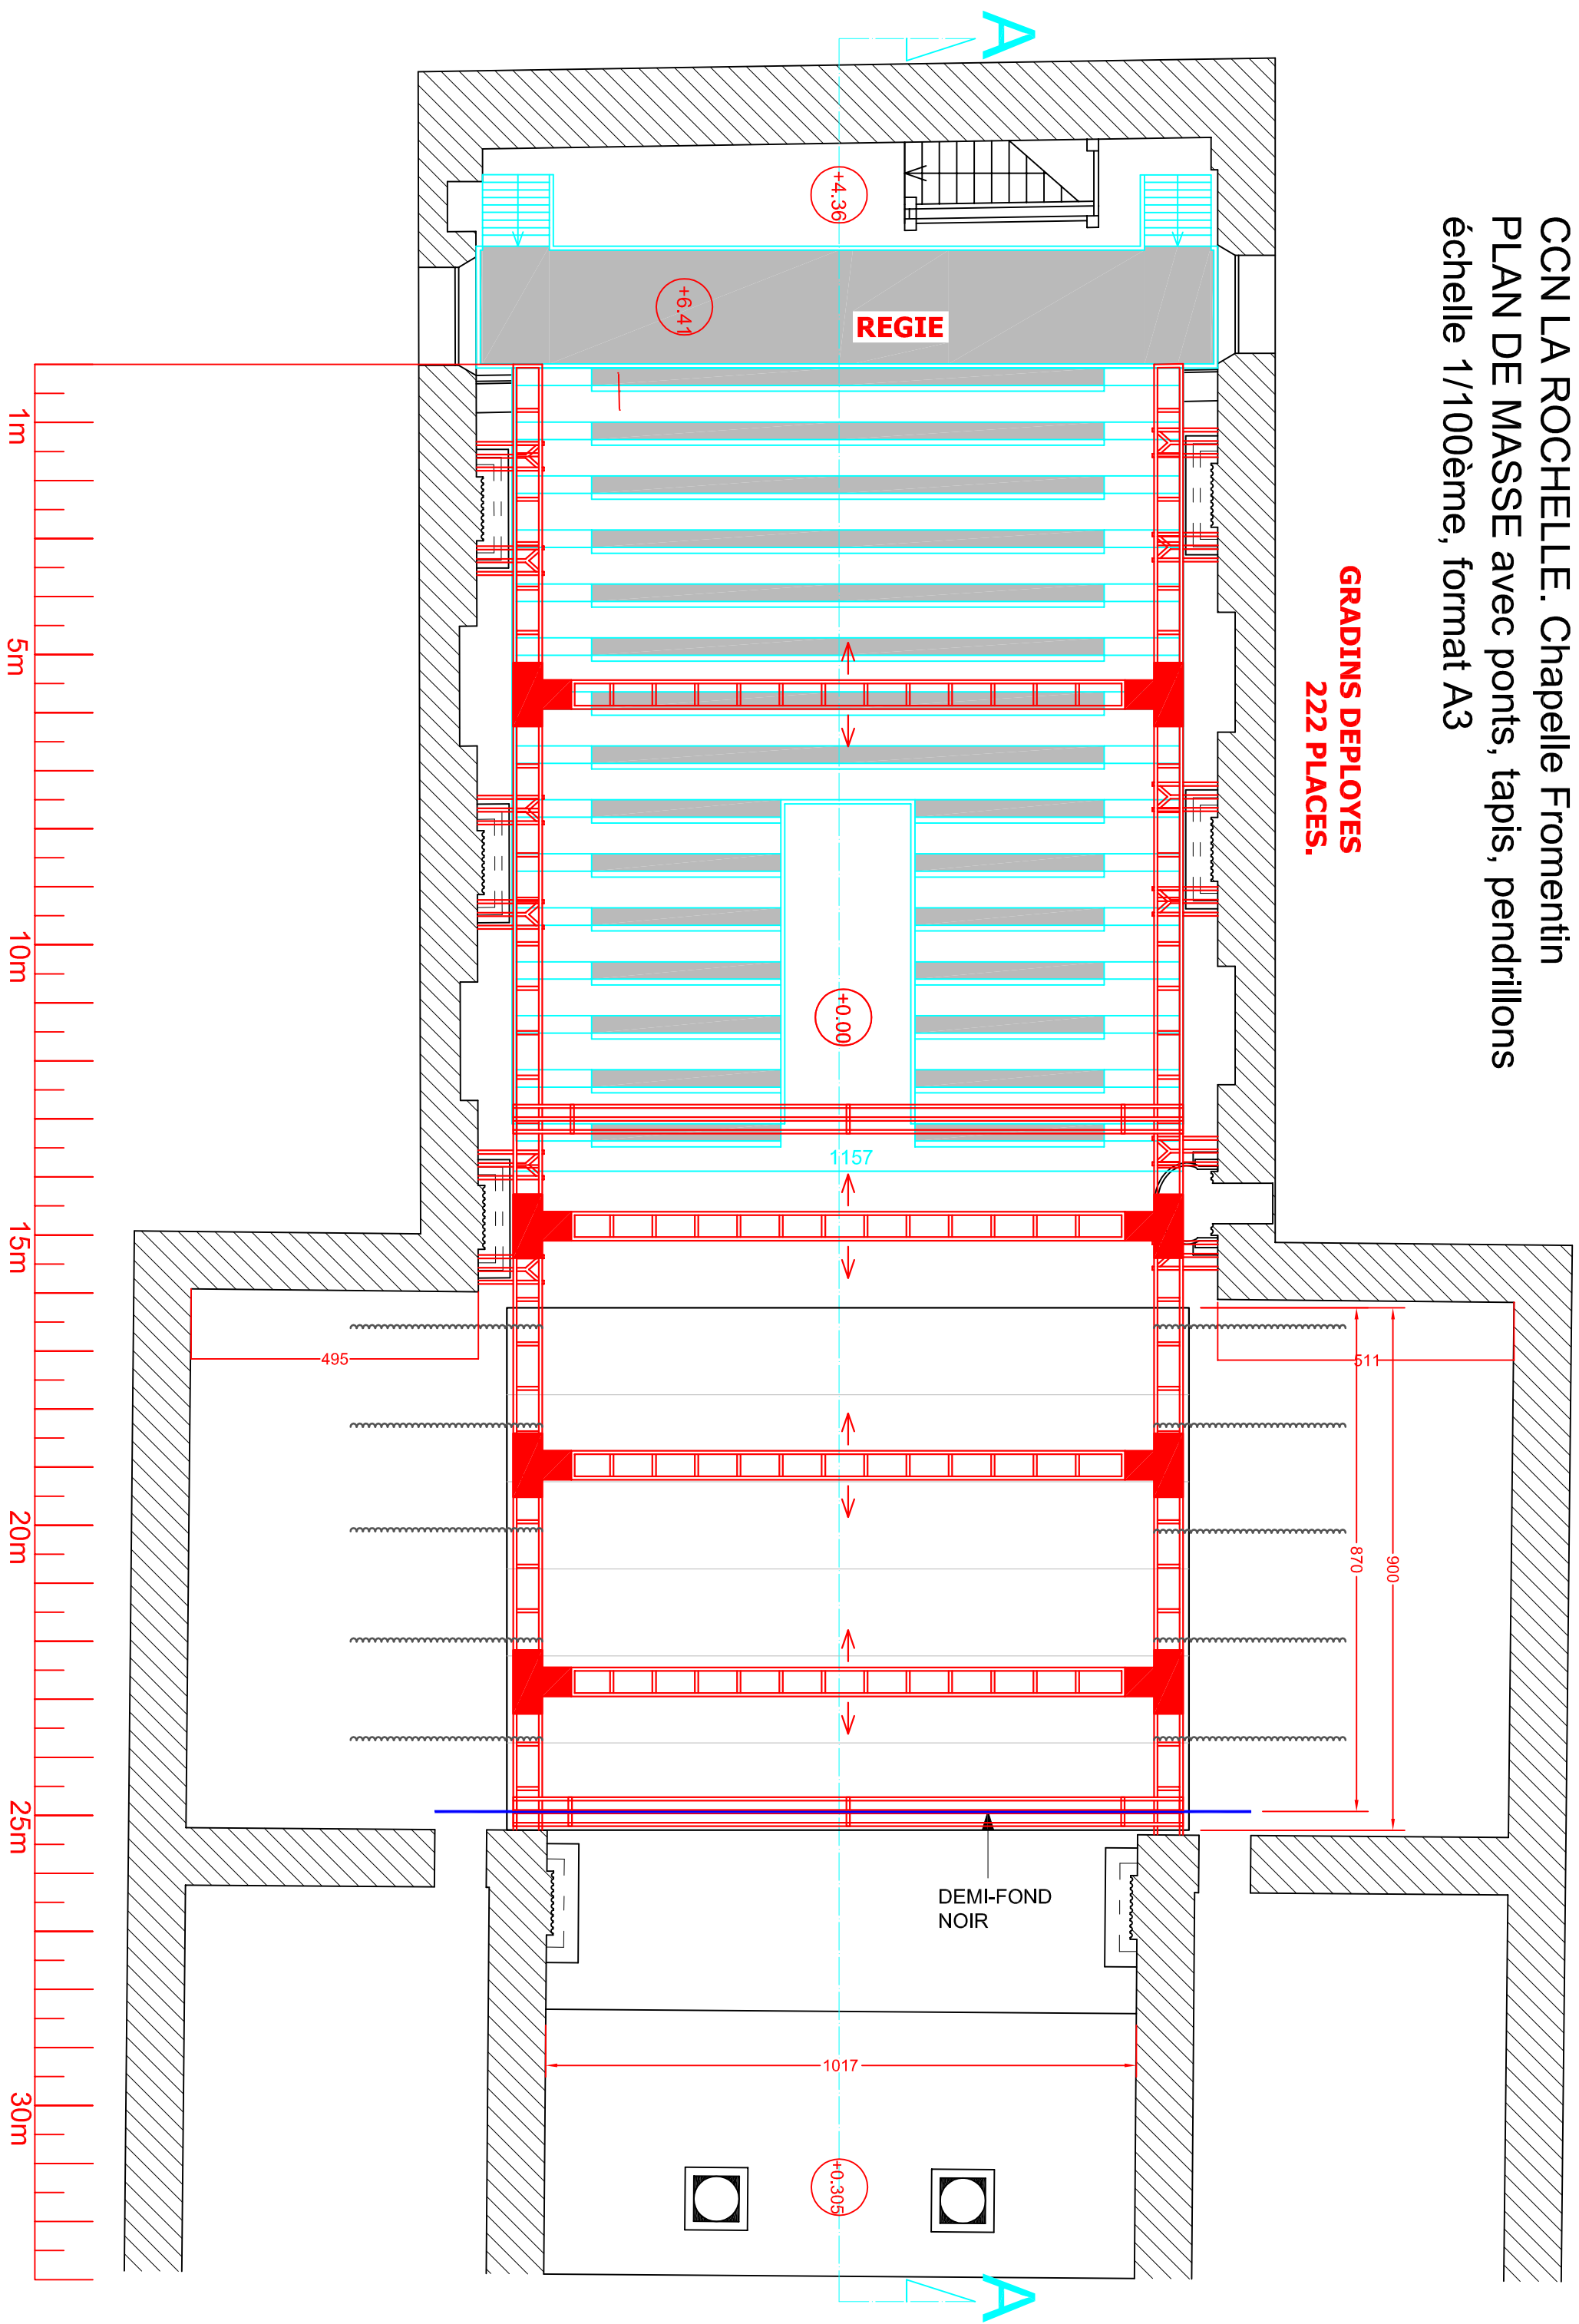 CCN LA ROCHELLE. Chapelle Fromentin
PLAN DE MASSE avec ponts, tapis, pendrillons
échelle 1/100ème, format A3
GRADINS DEPLOYES
222 PLACES.
A
+4.36
+6.41
REGIE
+0.00
1157
495
511
870
900
DEMI-FOND
NOIR
1017
+0.305
A
1m
5m
10m
15m
20m
25m
30m